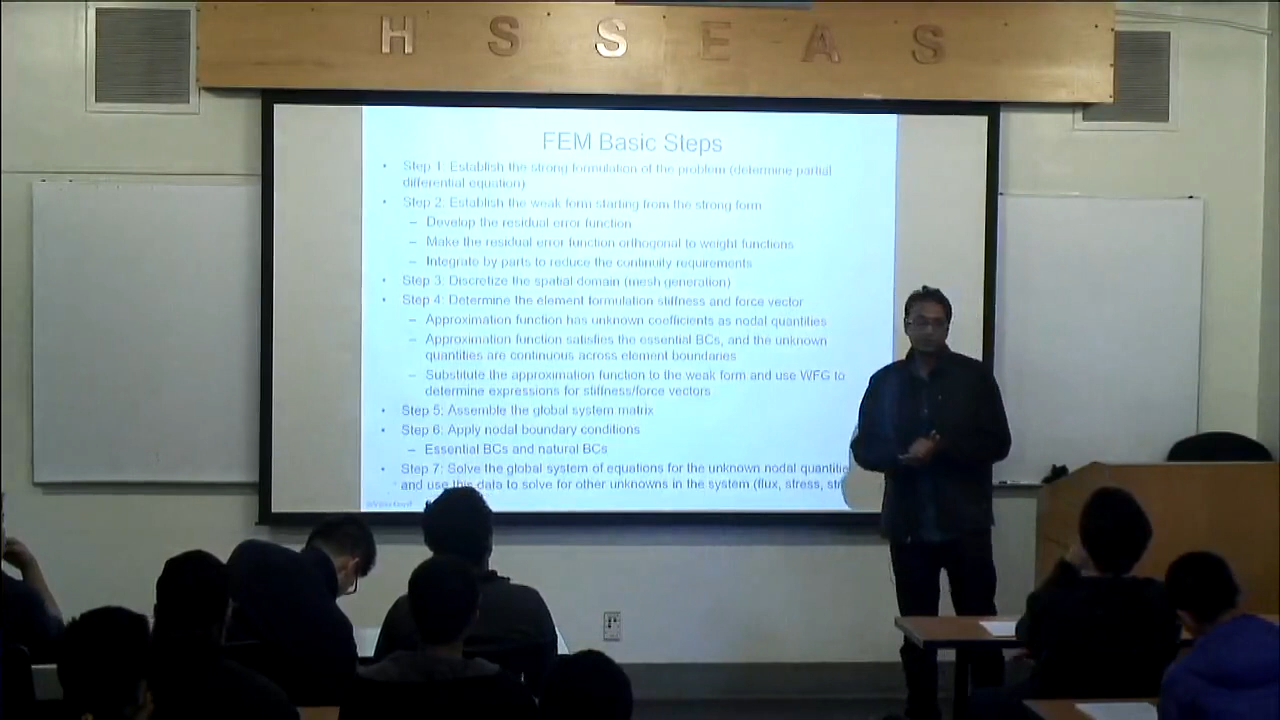 HSSEAS
FEM Basic Steps
• Step 1: Establish the strong formulation of the problem (determine partial
differential equation)
• Step 2: Establish the weak form starting from the strong form
– Develop the residual error function
– Make the residual error function orthogonal to weight functions
– Integrate by parts to reduce the continuity requirements
• Step 3: Discretize the spatial domain (mesh generation)
• Step 4: Determine the element formulation stiffness and force vector
– Approximation function has unknown coefficients as nodal quantities
– Approximation function satisfies the essential BCs, and the unknown
quantities are continuous across element boundaries
– Substitute the approximation function to the weak form and use WFG to
determine expressions for stiffness/force vectors
• Step 5: Assemble the global system matrix
• Step 6: Apply nodal boundary conditions
– Essential BCs and natural BCs
• Step 7: Solve the global system of equations for the unknown nodal
and use this data to solve for other unknowns in the system (flux, stress,